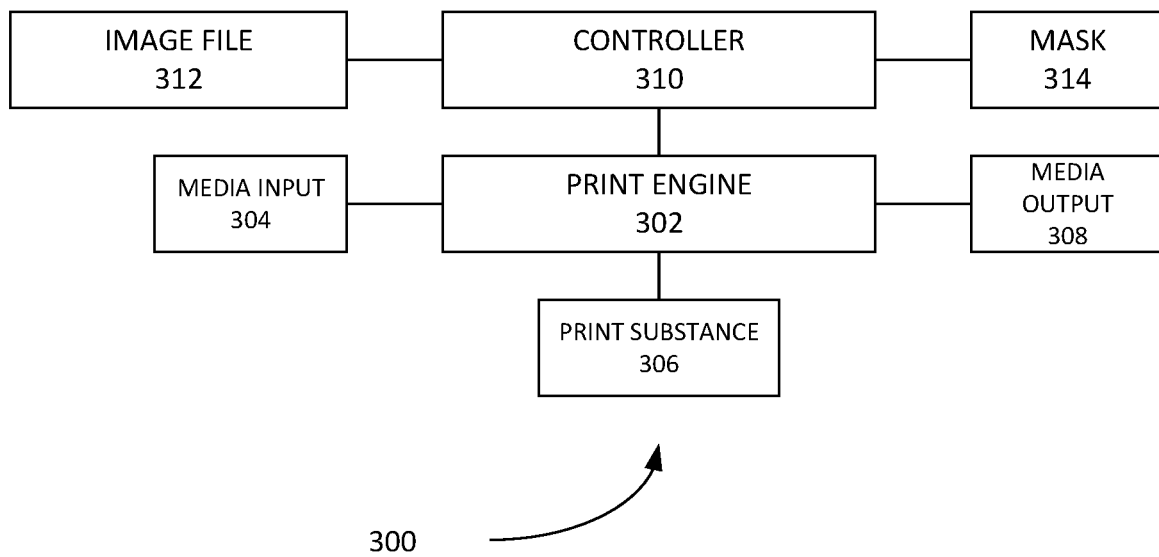 IMAGE FILE
312
CONTROLLER
310
MASK
314
MEDIA INPUT
304
PRINT ENGINE
302
MEDIA
OUTPUT
308
PRINT SUBSTANCE
306
300